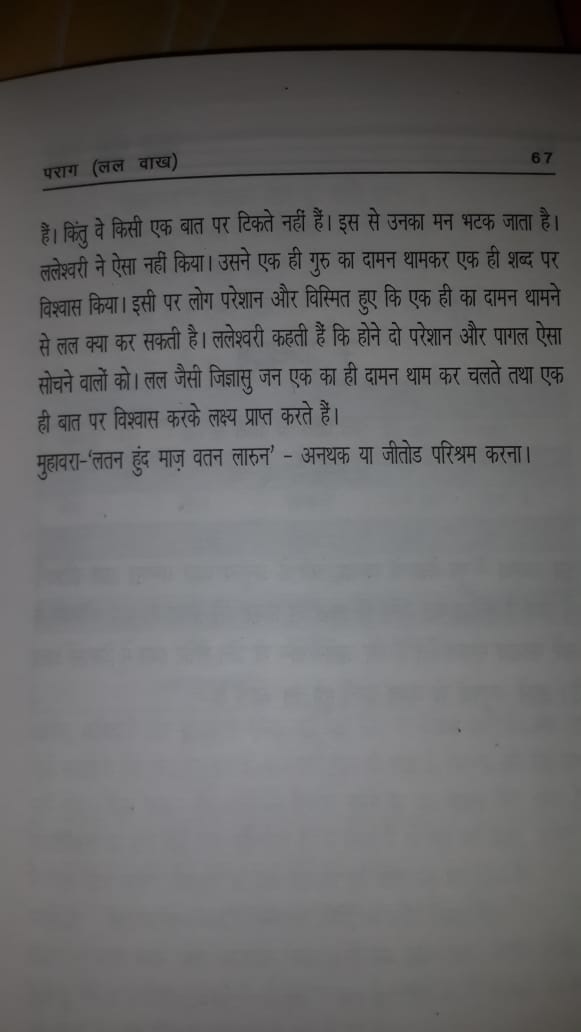 पराग (लल वाख) 67
हैं। किंतु वे किसी एक बात पर टिकते नहीं हैं। इस से उनका मन भटक जाता है।
ललेश्वरी ने ऐसा नहीं किया। उसने एक ही गुरु का दामन थामकर एक ही शब्द पर
विश्वास किया। इसी पर लोग परेशान और विस्मित हुए कि एक ही का दामन थामने
से लल क्या कर सकती है। ललेश्वरी कहती हैं कि होने दो परेशान और पागल ऐसा
सोचने वालों को। लल जैसी जिज्ञासु जन एक का ही दामन थाम कर चलते तथा एक
ही बात पर विश्वास करके लक्ष्य प्राप्त करते हैं।
मुहावरा-‘लतन हुंद माज़ वतन लारुन’ - अनथक या जीतोड परिश्रम करना।